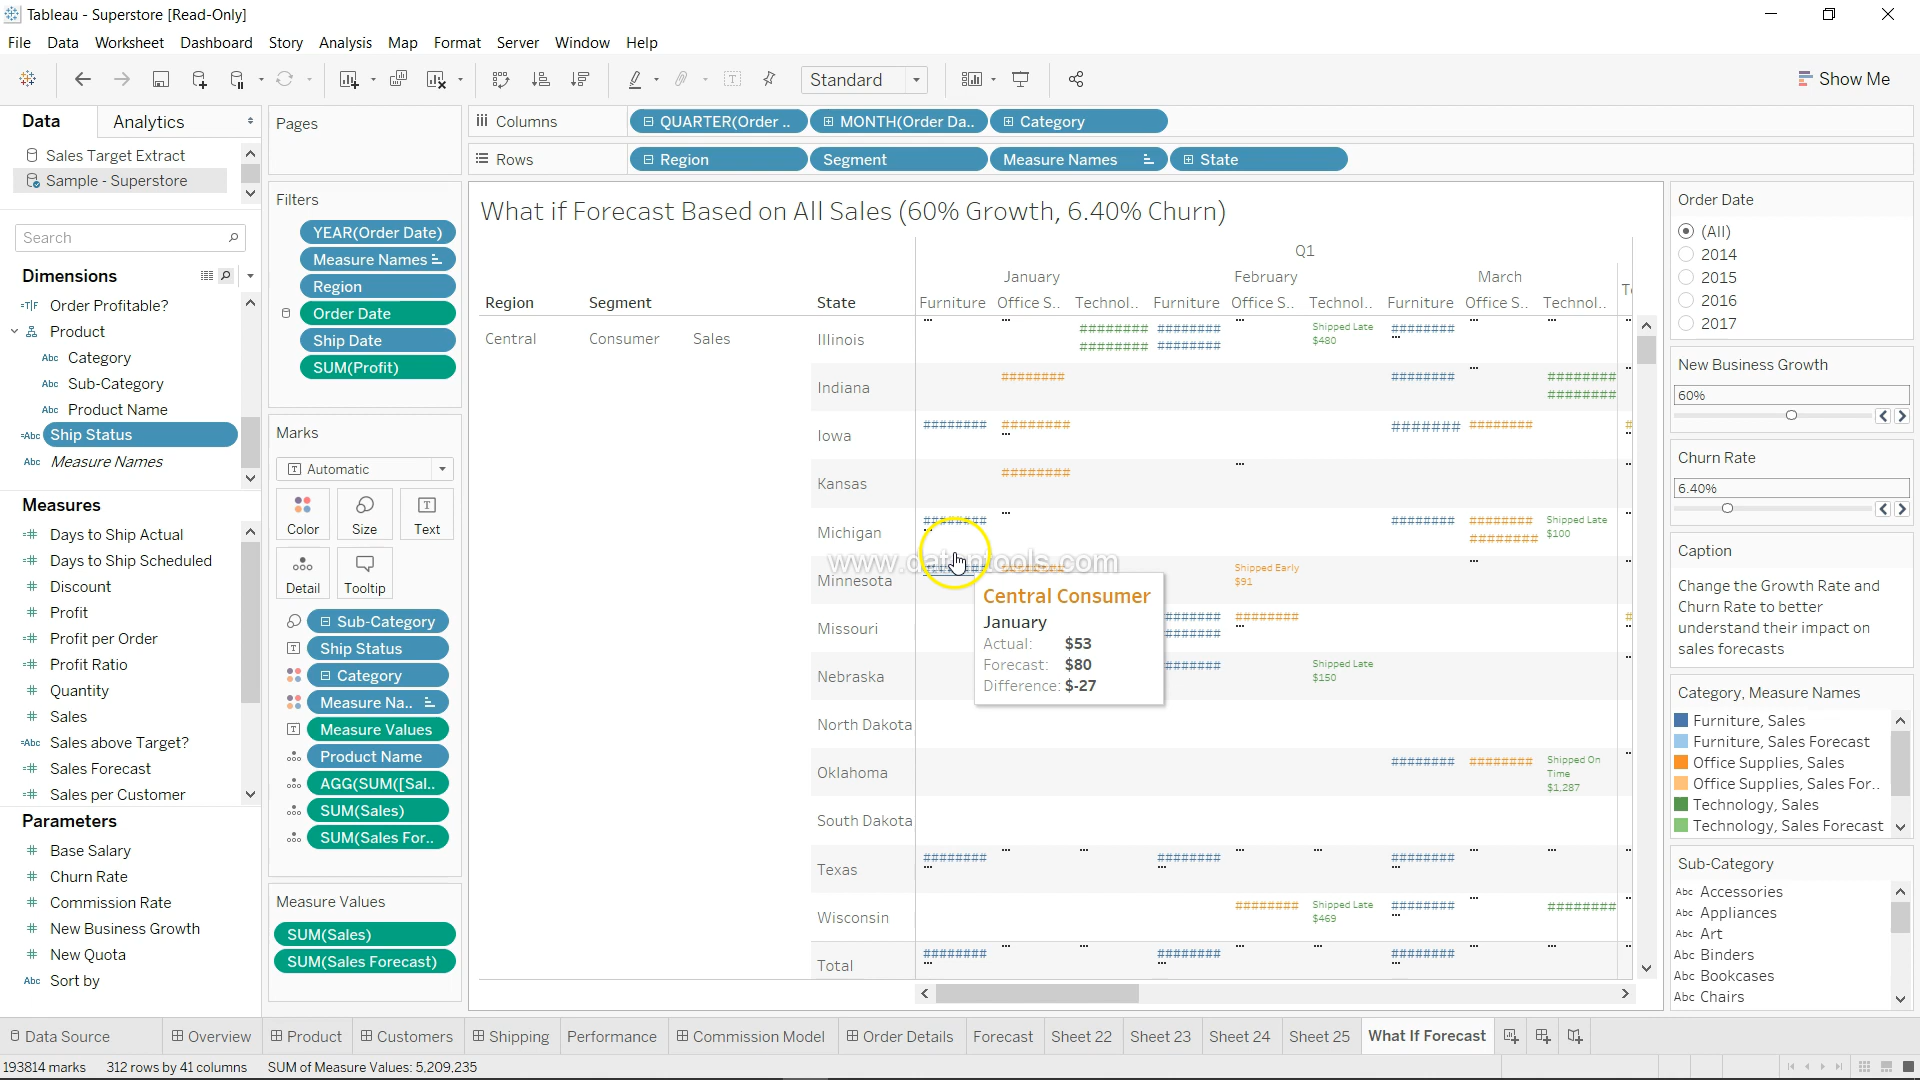 Tableau - Superstore [Read-Only]
File Data Worksheet Dashboard Story Analysis Map Format Server Window Help
Standard
Show Me
Data Analytics
Sales Target Extract
Sample - Superstore
Search
Dimensions
=T|F Order Profitable?
Product
Abc Category
Abc Sub-Category
Abc Product Name
=Abc Ship Status
Abc Measure Names
Measures
Days to Ship Actual
Days to Ship Scheduled
Discount
Profit
Profit per Order
Profit Ratio
Quantity
Sales
=Abc Sales above Target?
Sales Forecast
Sales per Customer
Parameters
Base Salary
Churn Rate
Commission Rate
New Business Growth
New Quota
Abc Sort by
Pages
Filters
YEAR(Order Date)
Measure Names
Region
Order Date
Ship Date
SUM(Profit)
Marks
Automatic
Color Size Text
Detail Tooltip
Sub-Category
Ship Status
Category
Measure Na..
Measure Values
Product Name
AGG(SUM([Sal..
SUM(Sales)
SUM(Sales For..
Measure Values
SUM(Sales)
SUM(Sales Forecast)
Columns QUARTER(Order .. MONTH(Order Da.. Category
Rows Region Segment Measure Names State
What if Forecast Based on All Sales (60% Growth, 6.40% Churn)
Q1
January February March
Region Segment State Furniture Office S.. Technol.. Furniture Office S.. Technol.. Furniture Office S.. Technol..
Central Consumer Sales Illinois ######## ######## Shipped Late ########
######## ######## $480
Indiana ######## ######## ########
########
Iowa ######## ######## ####### ########
Kansas ########
Michigan ######## ######## ######## Shipped Late
######## $100
www.datantools.com
Minnesota Shipped Early
$91
Central Consumer
January
Actual: $53
Forecast: $80
Difference: $-27
Missouri ######## ########
########
Nebraska ######## Shipped Late
$150
North Dakota
Oklahoma ######## ######## Shipped On
Time
$1,287
South Dakota
Texas ######## ######## ########
Wisconsin ######## Shipped Late ######## ########
$469
Total ######## ######## ########
Order Date
(All)
2014
2015
2016
2017
New Business Growth
60%
Churn Rate
6.40%
Caption
Change the Growth Rate and
Churn Rate to better
understand their impact on
sales forecasts
Category, Measure Names
Furniture, Sales
Furniture, Sales Forecast
Office Supplies, Sales
Office Supplies, Sales For..
Technology, Sales
Technology, Sales Forecast
Sub-Category
Abc Accessories
Abc Appliances
Abc Art
Abc Binders
Abc Bookcases
Abc Chairs
Data Source Overview Product Customers Shipping Performance Commission Model Order Details Forecast Sheet 22 Sheet 23 Sheet 24 Sheet 25 What If Forecast
193814 marks 312 rows by 41 columns SUM of Measure Values: 5,209,235